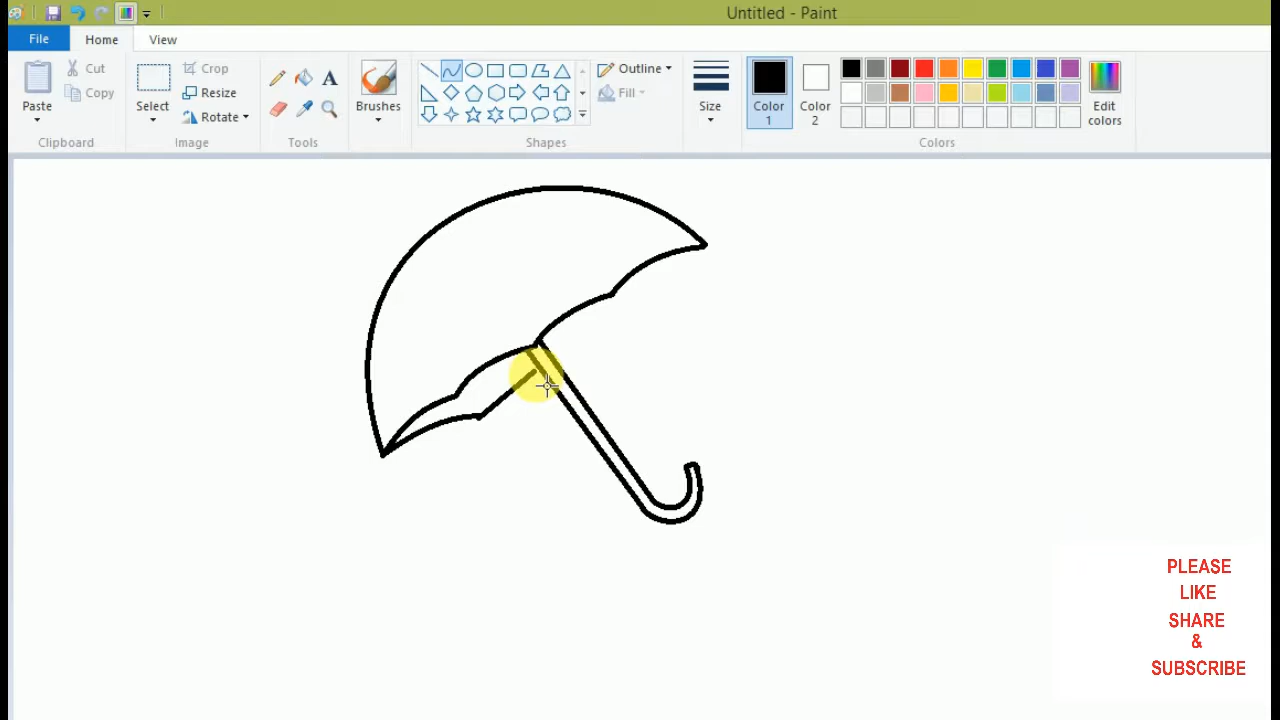 Untitled - Paint
File
Home
View
Paste
Cut
Copy
Clipboard
Select
Crop
Resize
Rotate
Image
A
Tools
Brushes
Outline
Fill
Shapes
Size
Color
1
Color
2
Edit
colors
Colors
PLEASE
LIKE
SHARE
&
SUBSCRIBE